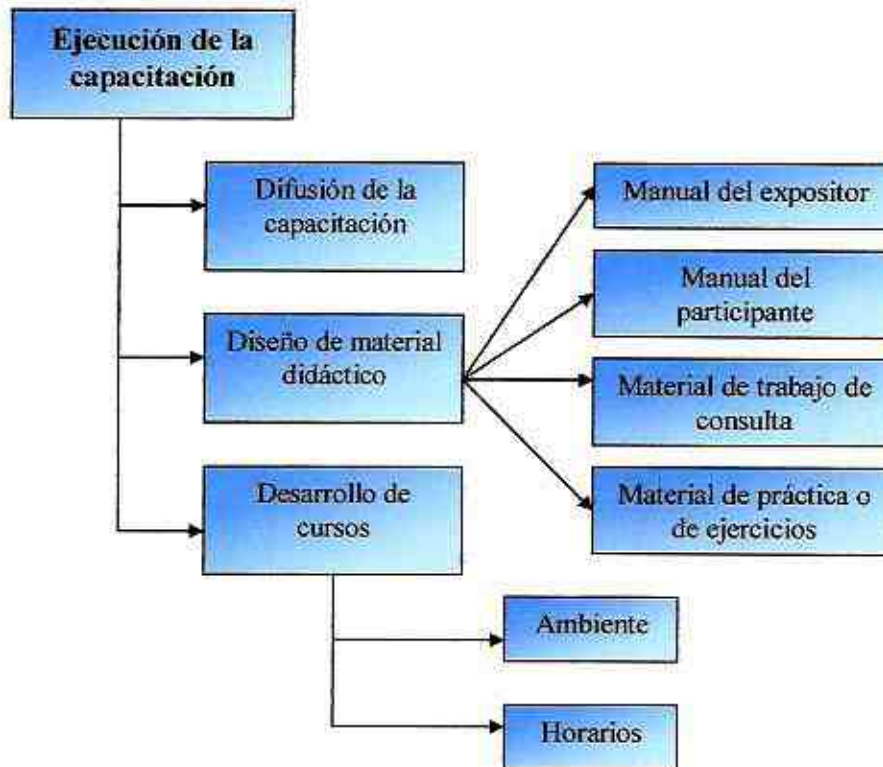 Ejecución de la
capacitación
Difusión de la
capacitación
Diseño de material
didáctico
Manual del expositor
Manual del
participante
Material de trabajo de
consulta
Material de práctica o
de ejercicios
Desarrollo de
cursos
Ambiente
Horarios